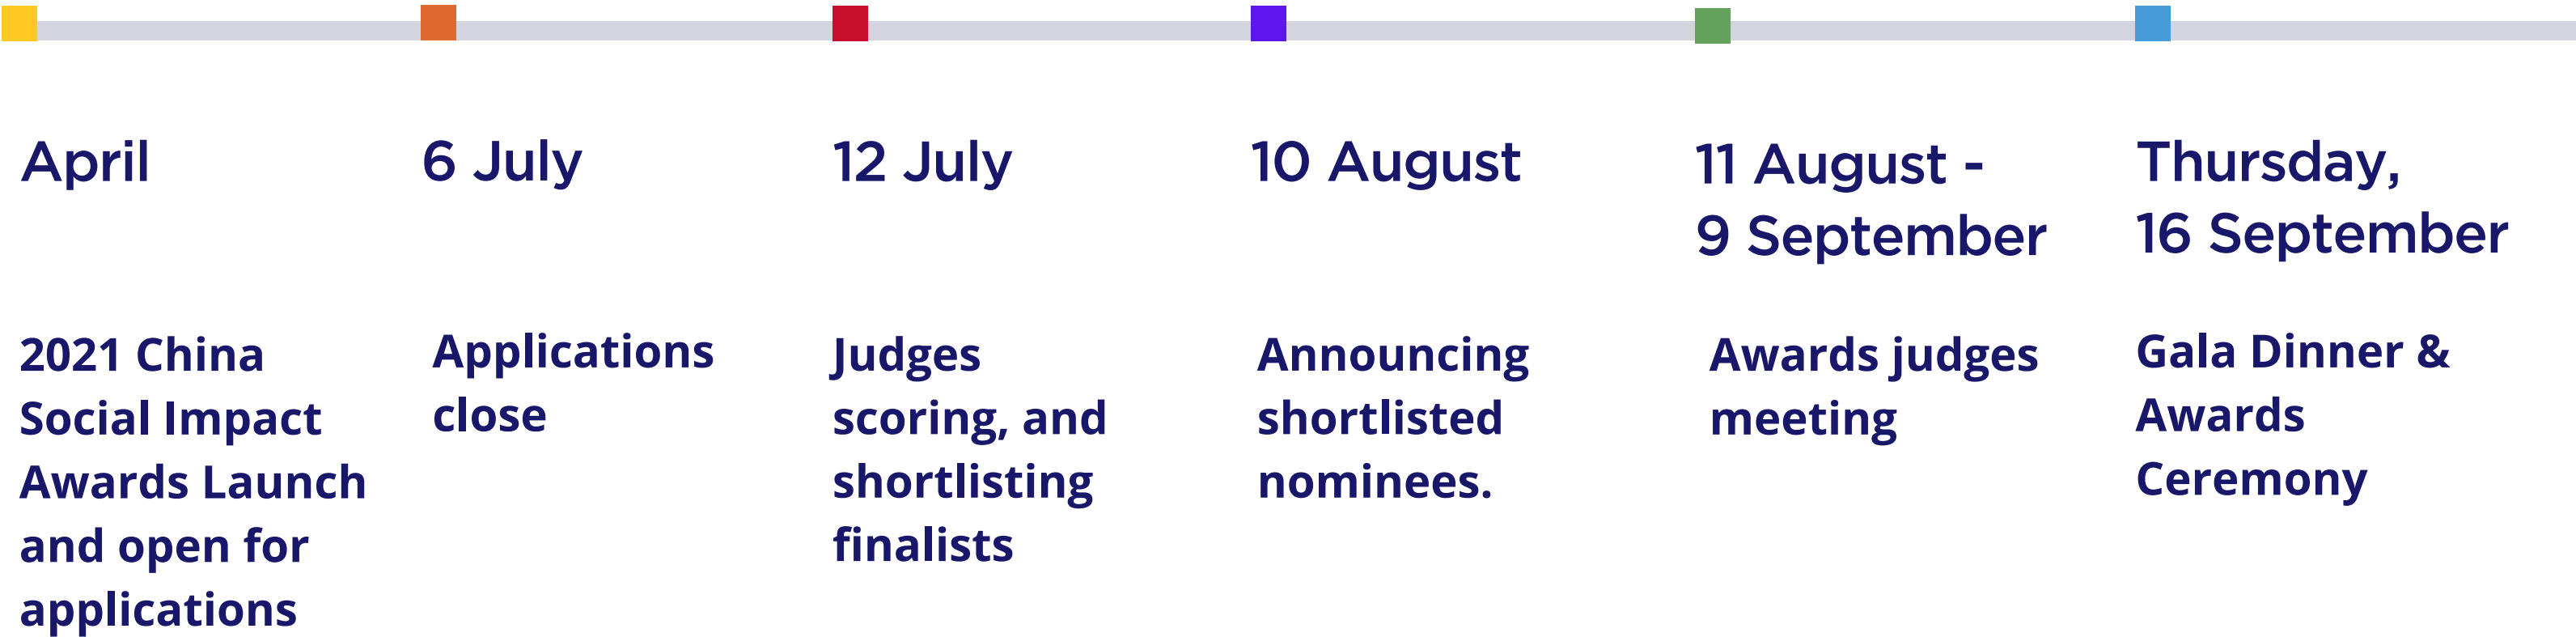 April
2021 China
Social Impact
Awards Launch
and open for
applications
6 July
Applications
close
12 July
Judges
scoring, and
shortlisting
finalists
10 August
Announcing
shortlisted
nominees.
11 August -
9 September
Awards judges
meeting
Thursday,
16 September
Gala Dinner &
Awards
Ceremony